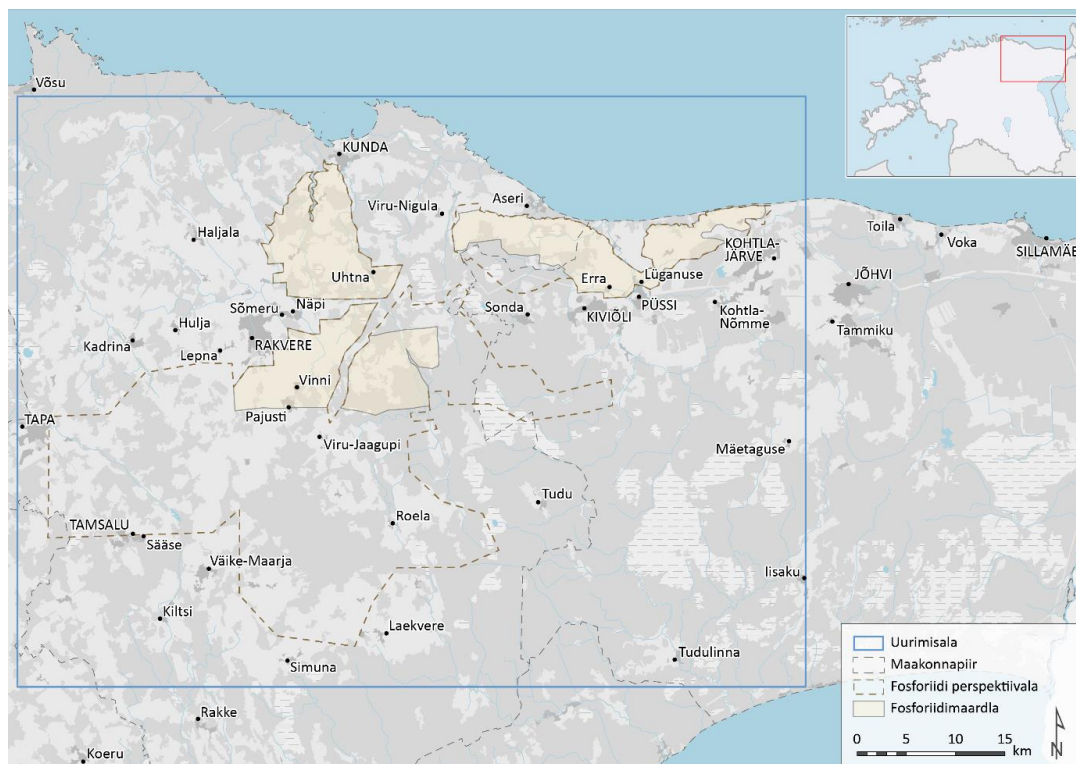 Võsu
KUNDA
Aseri
Viru-Nigula
Haljala
Toila
Voka
SILLAMÄE
KOHTLA-
JÄRVE
JÕHVI
Uhtna
Erra
Lüganuse
Sõmeru
Näpi
Sonda
KIVIÕLI
PÜSSI
Kohtla-
Nõmme
Tammiku
Hulja
Kadrina
Lepna
RAKVERE
Vinni
Pajusti
TAPA
Viru-Jaagupi
Mäetaguse
Tudu
Roela
TAMSALU
Sääse
Väike-Maarja
Iisaku
Kiltsi
Laekvere
Simuna
Tudulinna
Rakke
Koeru
Uurimisala
Maakonnapiir
Fosforiidi perspektiivala
Fosforiidimaardla
0 5 10 15
km
N